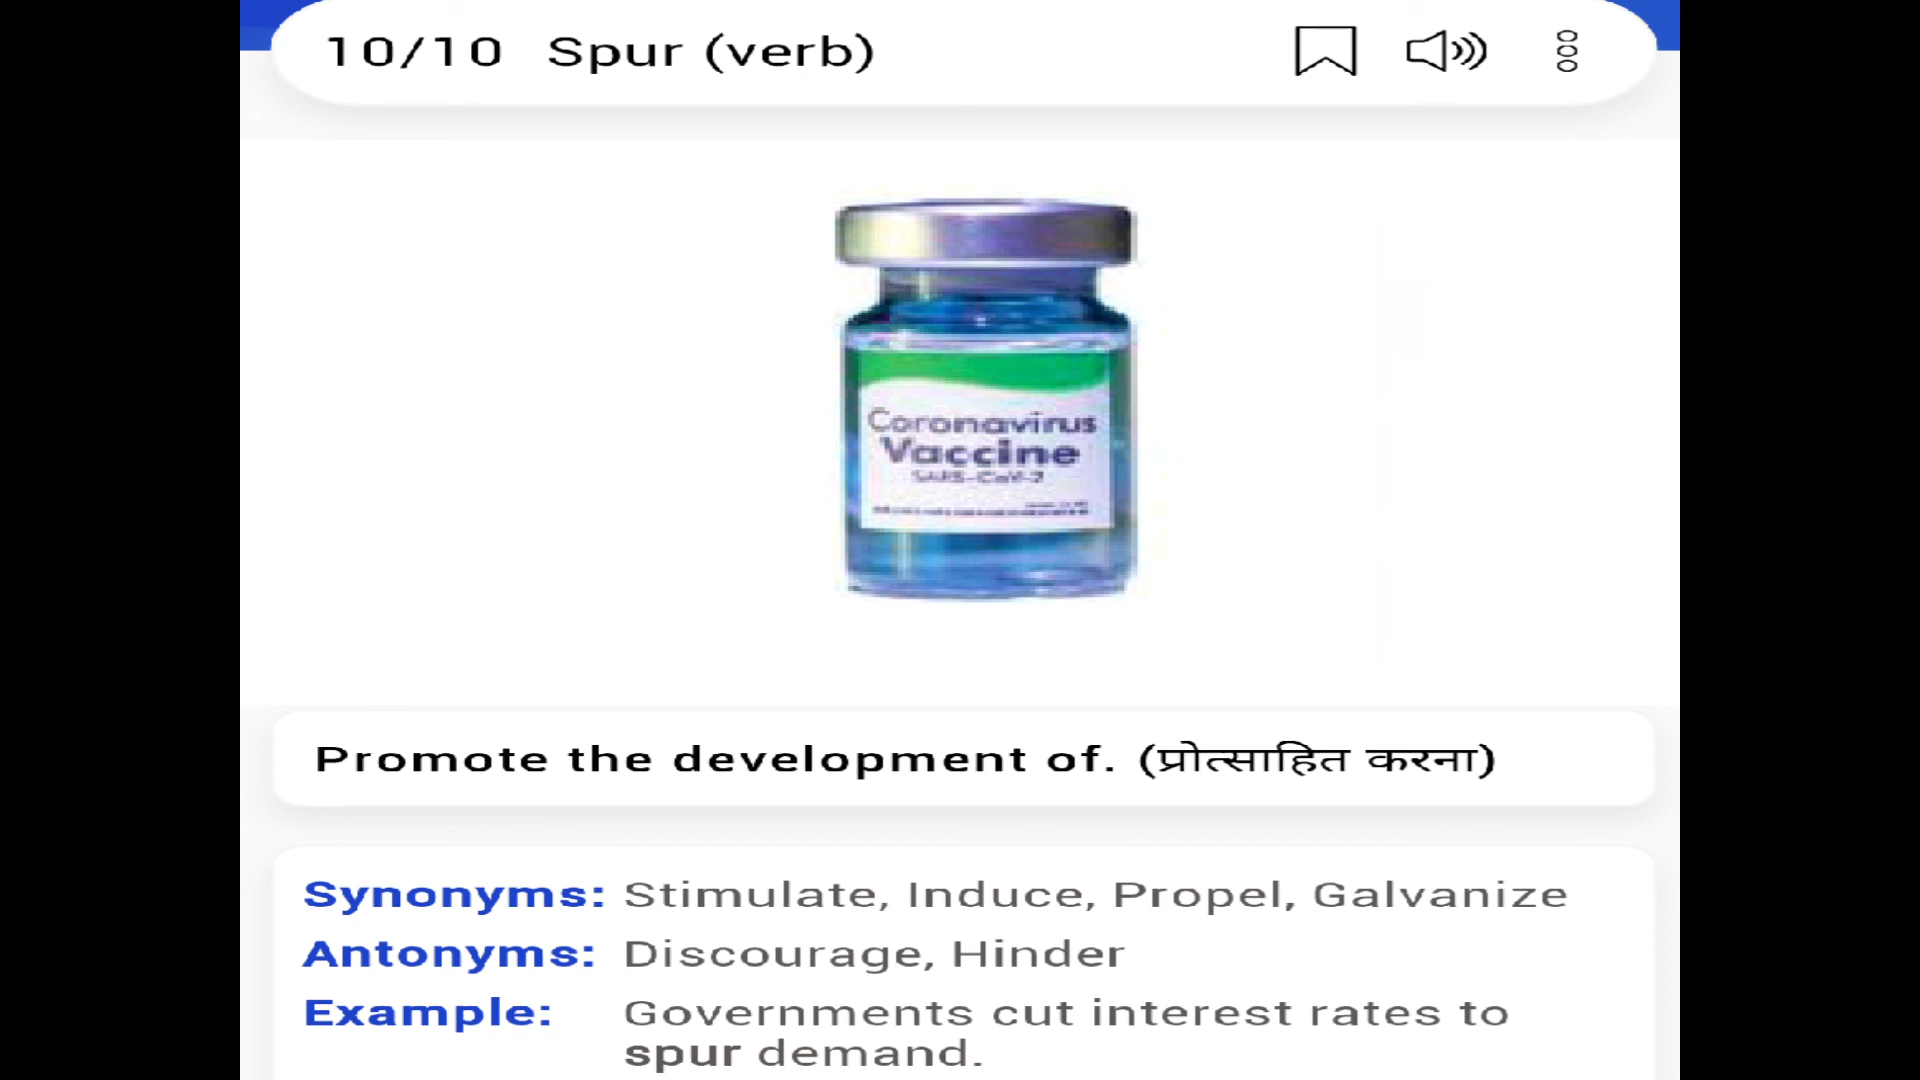 10/10 Spur (verb)
Coronavirus
Vaccine
SARS-CoV-2
Promote the development of. (प्रोत्साहित करना)
Synonyms: Stimulate, Induce, Propel, Galvanize
Antonyms: Discourage, Hinder
Example: Governments cut interest rates to
spur demand.